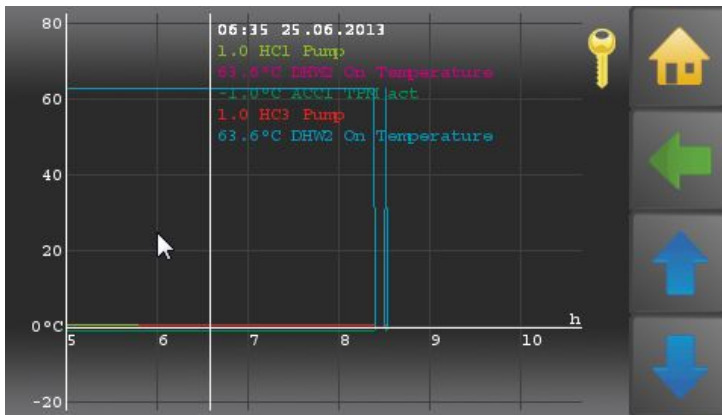 80
06:35 25.06.2013
1.0 HC1 Pump
63.6°C DHW2 On Temperature
60
-1.0°C ACC1 TPM act
1.0 HC3 Pump
63.6°C DHW2 On Temperature
40
20
0°C
h
5 6 7 8 9 10
-20